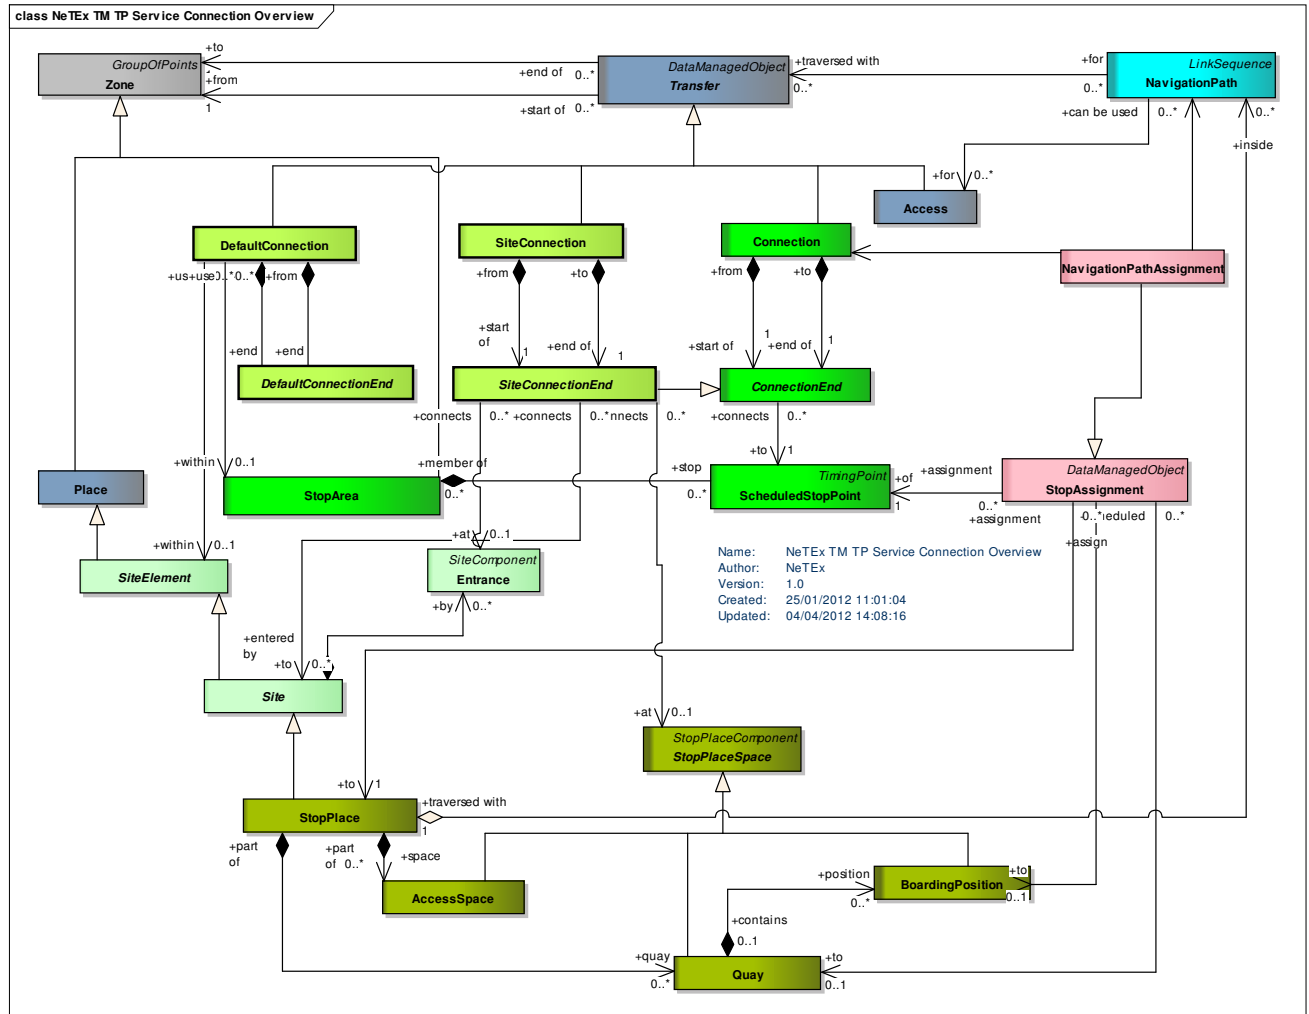 class NeTEx TM TP Service Connection Overview
GroupOfPoints
Zone
+to
1
+from
1
+end of 0..*
+start of 0..*
DataManagedObject
Transfer
+traversed with
0..*
+for
0..*
LinkSequence
NavigationPath
+can be used
0..*
0..*
+inside
+for
0..*
Access
DefaultConnection
SiteConnection
Connection
NavigationPathAssignment
+from
+to
+from
+to
+from
+end
+end
+start
of
1
+end of
1
+start of
1
+end of
1
DefaultConnectionEnd
SiteConnectionEnd
ConnectionEnd
+connects
0..*
+connects
0..*
nnects
0..*
+connects
0..*
+to
1
+within
0..1
+member of
0..*
+stop
0..*
Place
StopArea
TimingPoint
ScheduledStopPoint
+of
1
+assignment
0..*
+assignment
DataManagedObject
StopAssignment
0..*
eduled
0..*
+assign
+within
0..1
+at
0..1
SiteElement
SiteComponent
Entrance
+by
0..*
Name: NeTEx TM TP Service Connection Overview
Author: NeTEx
Version: 1.0
Created: 25/01/2012 11:01:04
Updated: 04/04/2012 14:08:16
+entered
by
+to
0..*
Site
+at
0..1
StopPlaceComponent
StopPlaceSpace
+to
1
+traversed with
1
StopPlace
+part
of
+part
of 0..*
+space
AccessSpace
+position
0..*
BoardingPosition
+to
0..1
+contains
0..1
+quay
0..*
Quay
+to
0..1